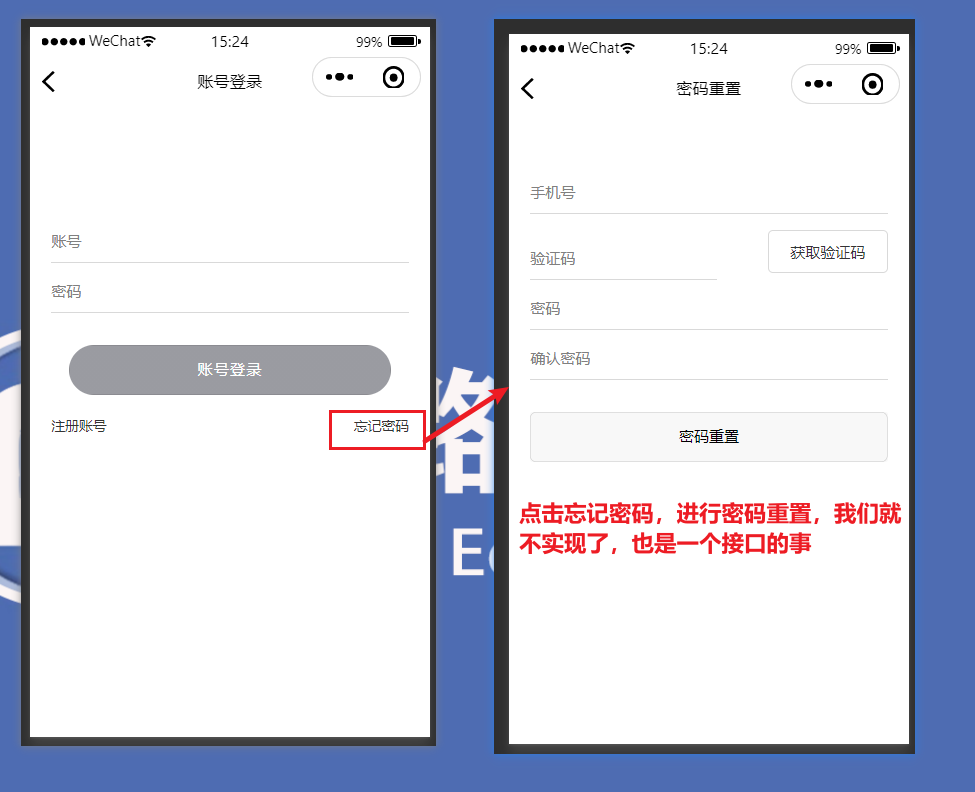 WeChat 15:24 99%
账号登录
账号
密码
账号登录
注册账号 忘记密码
WeChat 15:24 99%
密码重置
手机号
验证码 获取验证码
密码
确认密码
密码重置
点击忘记密码，进行密码重置，我们就
不实现了，也是一个接口的事